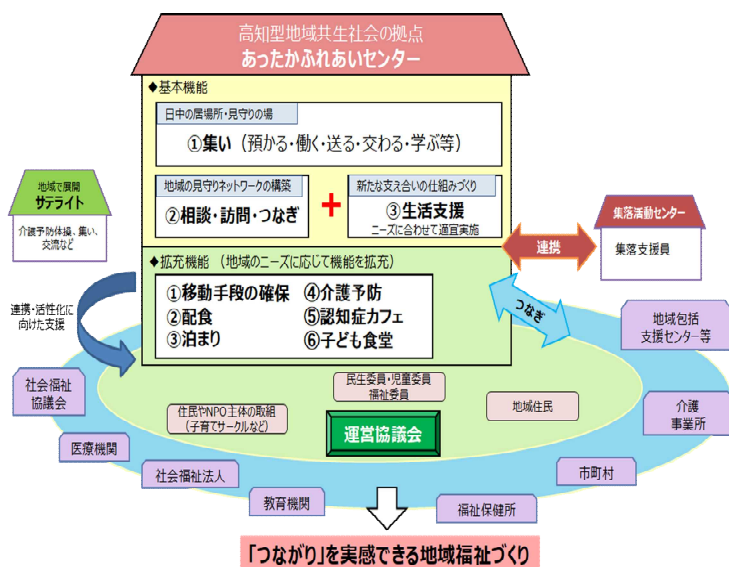 高知型地域共生社会の拠点
あったかふれあいセンター
◆基本機能
日中の居場所・見守りの場
①集い（預かる・働く・送る・交わる・学ぶ等）
地域の見守りネットワークの構築
②相談・訪問・つなぎ
+
新たな支え合いの仕組みづくり
③生活支援
ニーズに合わせて適宜実施
◆拡充機能 （地域のニーズに応じて機能を拡充）
①移動手段の確保
②配食
③泊まり
④介護予防
⑤認知症カフェ
⑥子ども食堂
地域で展開
サテライト
介護予防体操、集い、
交流など
連携・活性化に
向けた支援
連携
集落活動センター
集落支援員
つなぎ
地域包括
支援センター等
社会福祉
協議会
民生委員・児童委員
福祉委員
住民やNPO主体の取組
（子育てサークルなど）
地域住民
介護
事業所
運営協議会
医療機関
社会福祉法人
教育機関
福祉保健所
市町村
「つながり」を実感できる地域福祉づくり